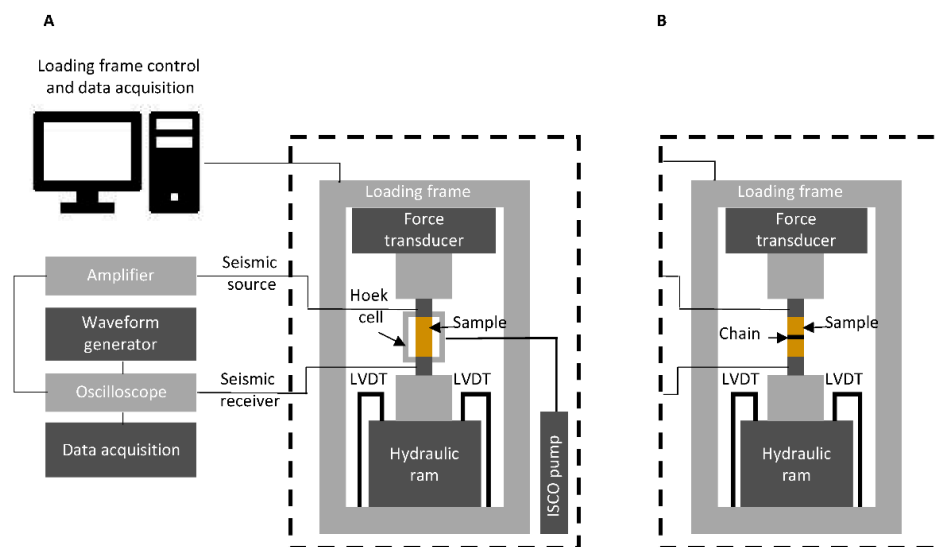 A
Loading frame control
and data acquisition
Loading frame
Force
transducer
Amplifier
Seismic
source
Hoek
cell
Sample
Waveform
generator
Oscilloscope
Seismic
receiver
LVDT
LVDT
Data acquisition
Hydraulic
ram
ISCO pump
B
Loading frame
Force
transducer
Chain
Sample
LVDT
LVDT
Hydraulic
ram